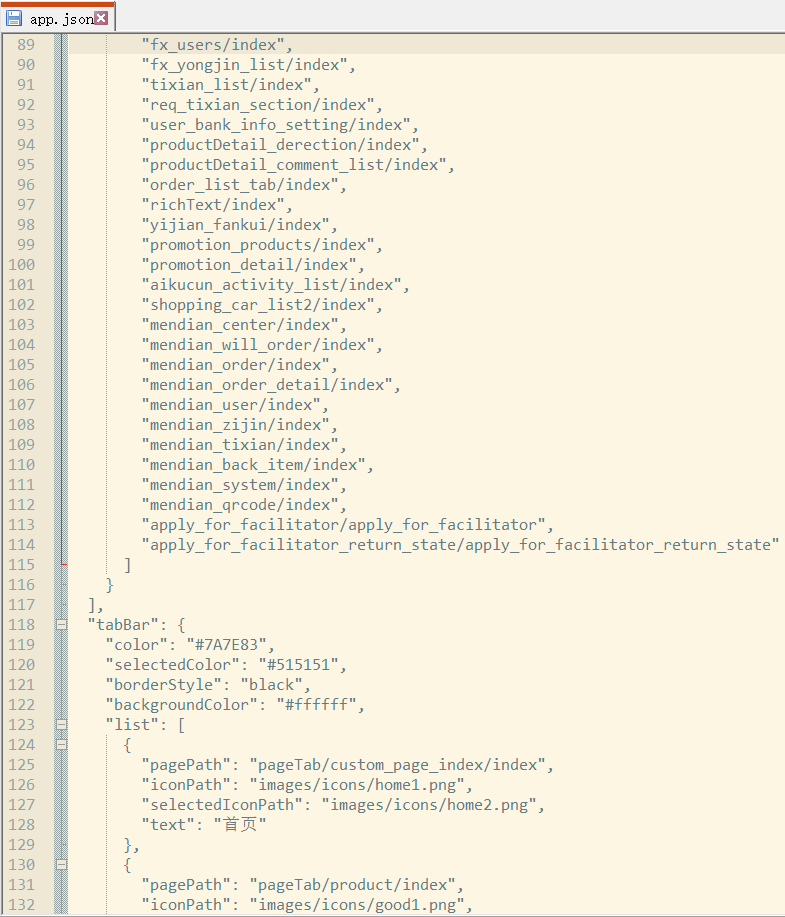 app.json
89 "fx_users/index",
90 "fx_yongjin_list/index",
91 "tixian_list/index",
92 "req_tixian_section/index",
93 "user_bank_info_setting/index",
94 "productDetail_derection/index",
95 "productDetail_comment_list/index",
96 "order_list_tab/index",
97 "richText/index",
98 "yijian_fankui/index",
99 "promotion_products/index",
100 "promotion_detail/index",
101 "aikucun_activity_list/index",
102 "shopping_car_list2/index",
103 "mendian_center/index",
104 "mendian_will_order/index",
105 "mendian_order/index",
106 "mendian_order_detail/index",
107 "mendian_user/index",
108 "mendian_zijin/index",
109 "mendian_tixian/index",
110 "mendian_back_item/index",
111 "mendian_system/index",
112 "mendian_qrcode/index",
113 "apply_for_facilitator/apply_for_facilitator",
114 "apply_for_facilitator_return_state/apply_for_facilitator_return_state"
115 ]
116 }
117 ],
118 "tabBar": {
119 "color": "#7A7E83",
120 "selectedColor": "#515151",
121 "borderStyle": "black",
122 "backgroundColor": "#ffffff",
123 "list": [
124 {
125 "pagePath": "pageTab/custom_page_index/index",
126 "iconPath": "images/icons/home1.png",
127 "selectedIconPath": "images/icons/home2.png",
128 "text": "首页"
129 },
130 {
131 "pagePath": "pageTab/product/index",
132 "iconPath": "images/icons/good1.png",